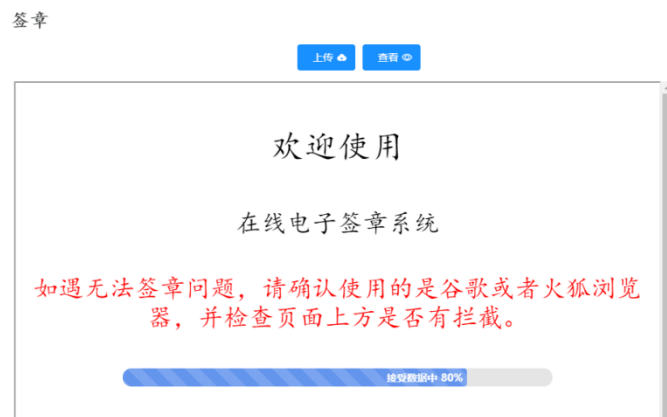 签章
上传 查看
欢迎使用
在线电子签章系统
如遇无法签章问题，请确认使用的是谷歌或者火狐浏览
器，并检查页面上方是否有拦截。
接受数据中 80%